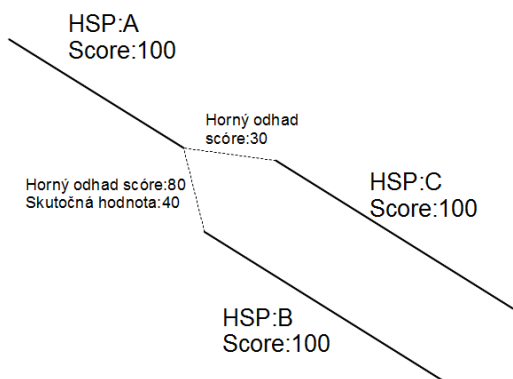 HSP:A
Score:100
Horný odhad
scóre:30
Horný odhad scóre:80
Skutočná hodnota:40
HSP:C
Score:100
HSP:B
Score:100